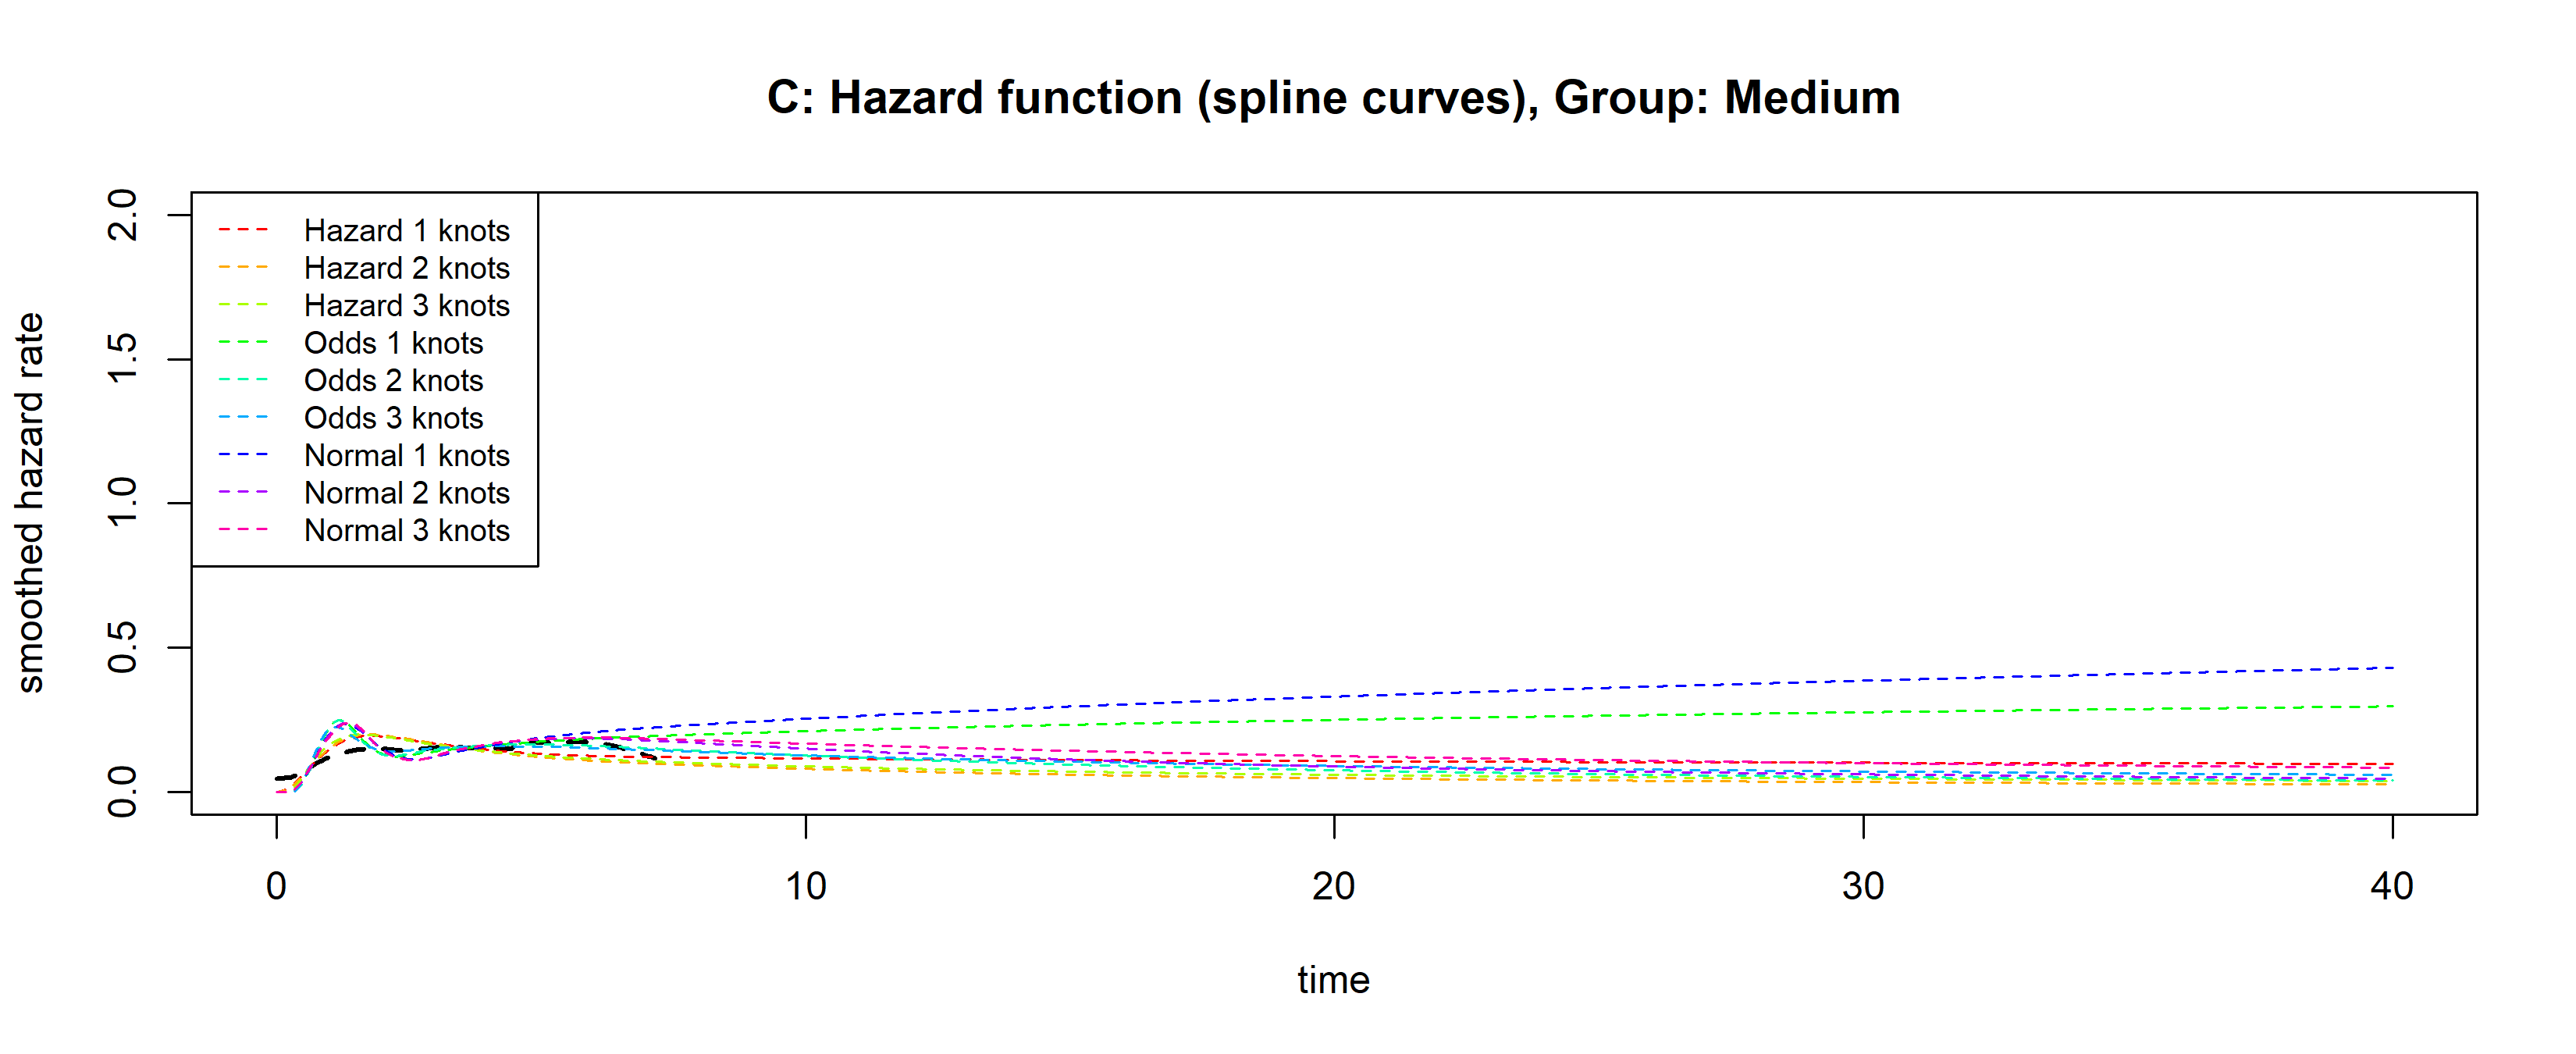 C: Hazard function (spline curves), Group: Medium
smoothed hazard rate
2.0
1.5
1.0
0.5
0.0
Hazard 1 knots
Hazard 2 knots
Hazard 3 knots
Odds 1 knots
Odds 2 knots
Odds 3 knots
Normal 1 knots
Normal 2 knots
Normal 3 knots
0 10 20 30 40
time